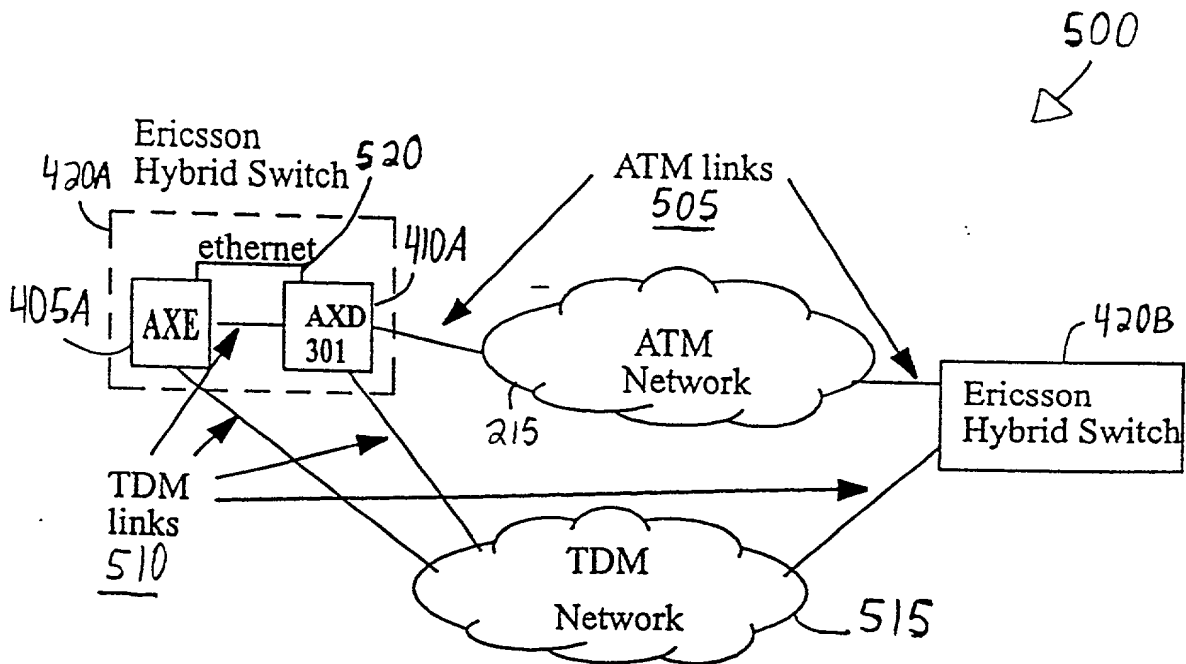 500
Ericsson
Hybrid Switch
420A
520
ATM links
505
ethernet
410A
405A
AXE
AXD
301
ATM
Network
420B
215
Ericsson
Hybrid Switch
TDM
links
510
TDM
Network
515